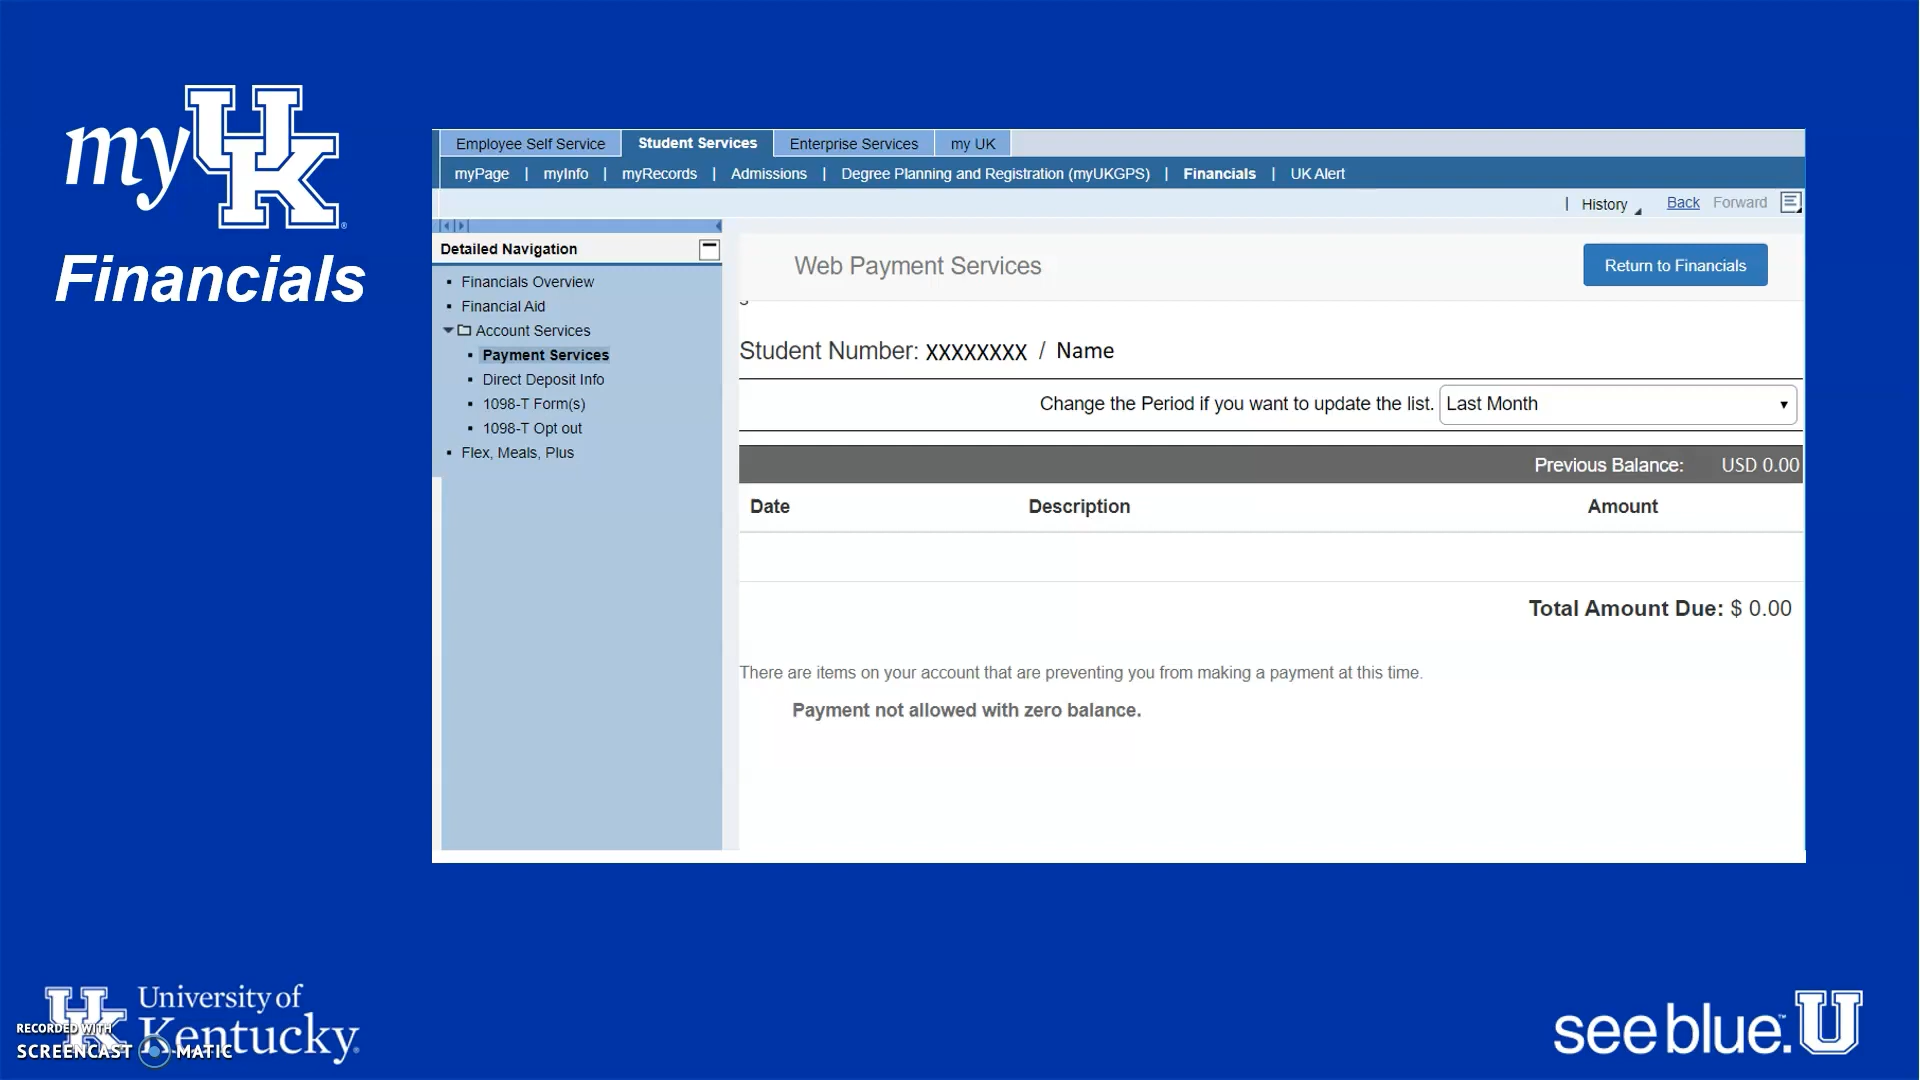 my UK
Financials
Employee Self Service Student Services Enterprise Services my UK
myPage | myInfo | myRecords | Admissions | Degree Planning and Registration (myUKGPS) | Financials | UK Alert
| History Back Forward
Detailed Navigation
Financials Overview
Financial Aid
Account Services
Payment Services
Direct Deposit Info
1098-T Form(s)
1098-T Opt out
Flex, Meals, Plus
Web Payment Services
Return to Financials
Student Number: XXXXXXXX / Name
Change the Period if you want to update the list. Last Month
Previous Balance: USD 0.00
Date Description Amount
Total Amount Due: $ 0.00
There are items on your account that are preventing you from making a payment at this time.
Payment not allowed with zero balance.
UK University of
Kentucky
RECORDED WITH
SCREENCAST MATIC
see blue.™ U